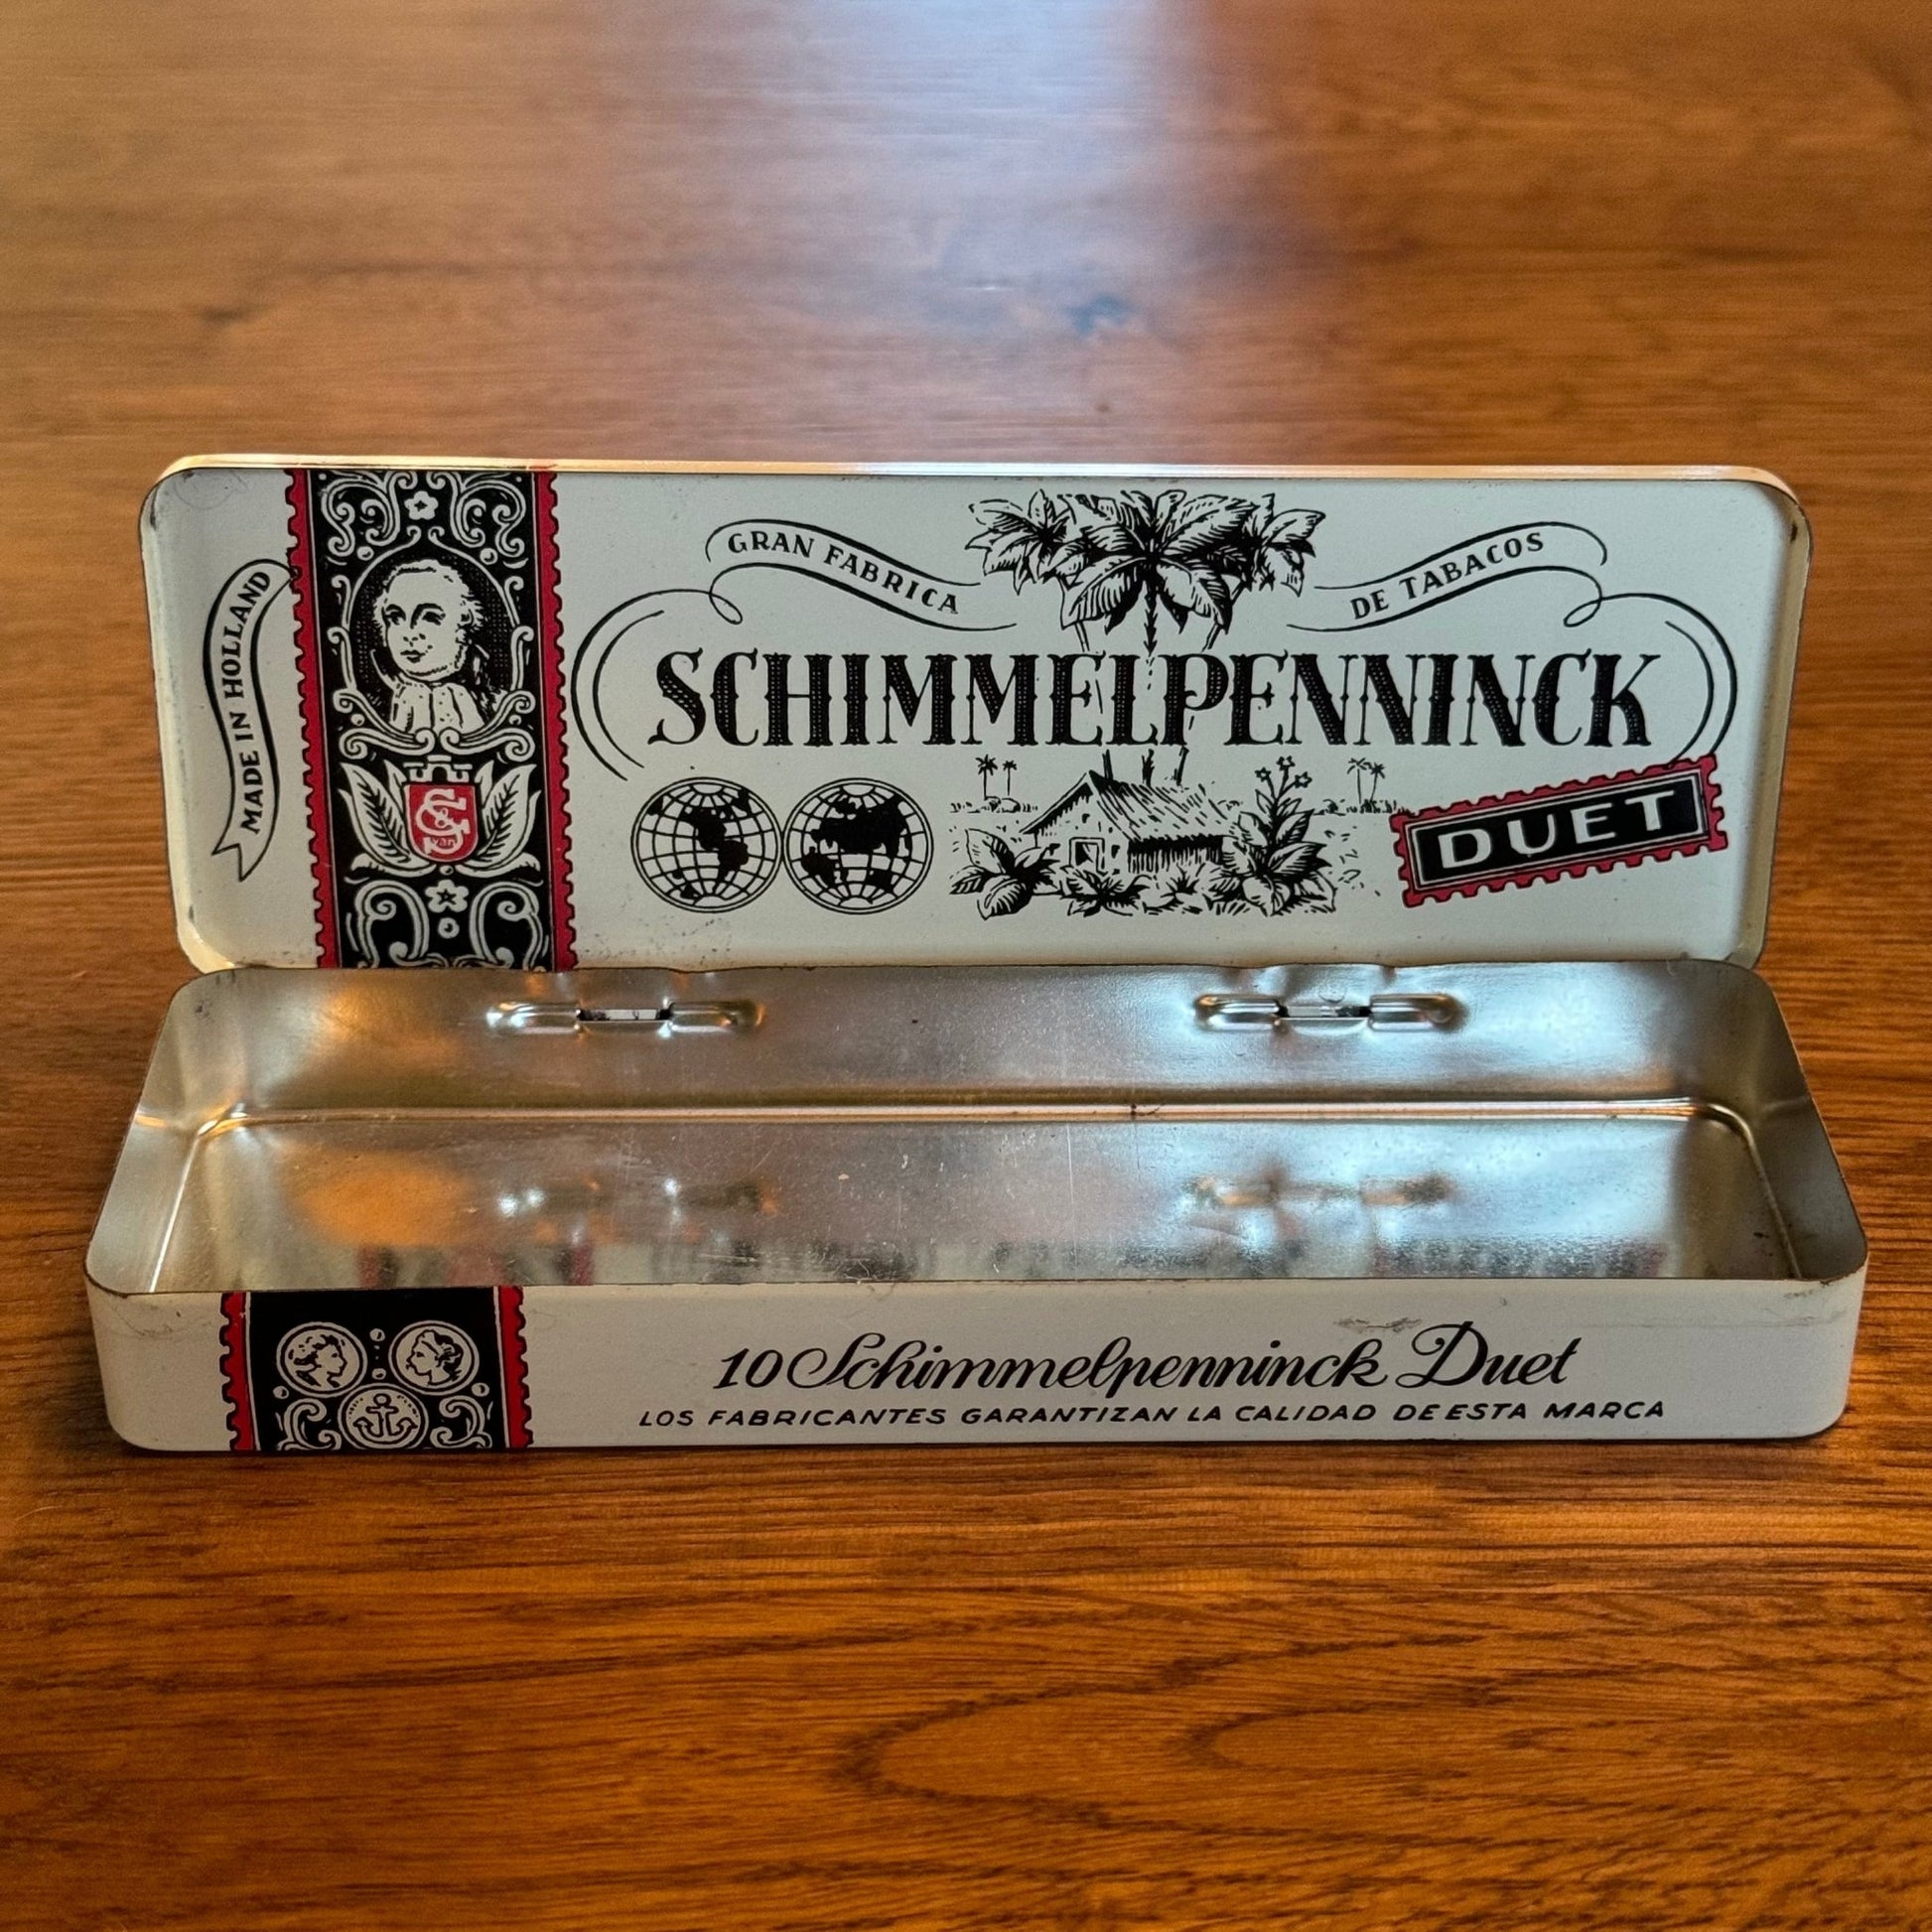 MADE IN HOLLAND
GRAN FABRICA DE TABACOS
SCHIMMELPENNINCK
DUET
S & van G
10 Schimmelpenninck Duet
LOS FABRICANTES GARANTIZAN LA CALIDAD DE ESTA MARCA